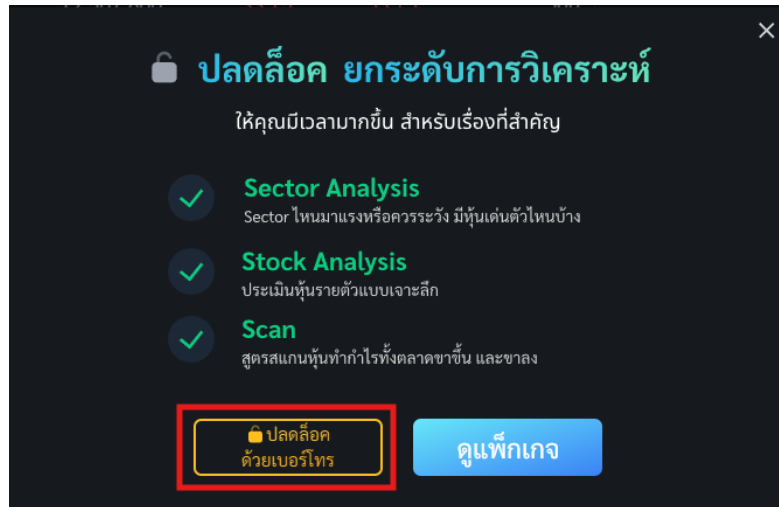 ปลดล็อค ยกระดับการวิเคราะห์
ให้คุณมีเวลามากขึ้น สำหรับเรื่องที่สำคัญ
Sector Analysis
Sector ไหนมาแรงหรือควรระวัง มีหุ้นเด่นตัวไหนบ้าง
Stock Analysis
ประเมินหุ้นรายตัวแบบเจาะลึก
Scan
สูตรสแกนหุ้นทำกำไรทั้งตลาดขาขึ้น และขาลง
ปลดล็อค
ด้วยเบอร์โทร
ดูแพ็กเกจ